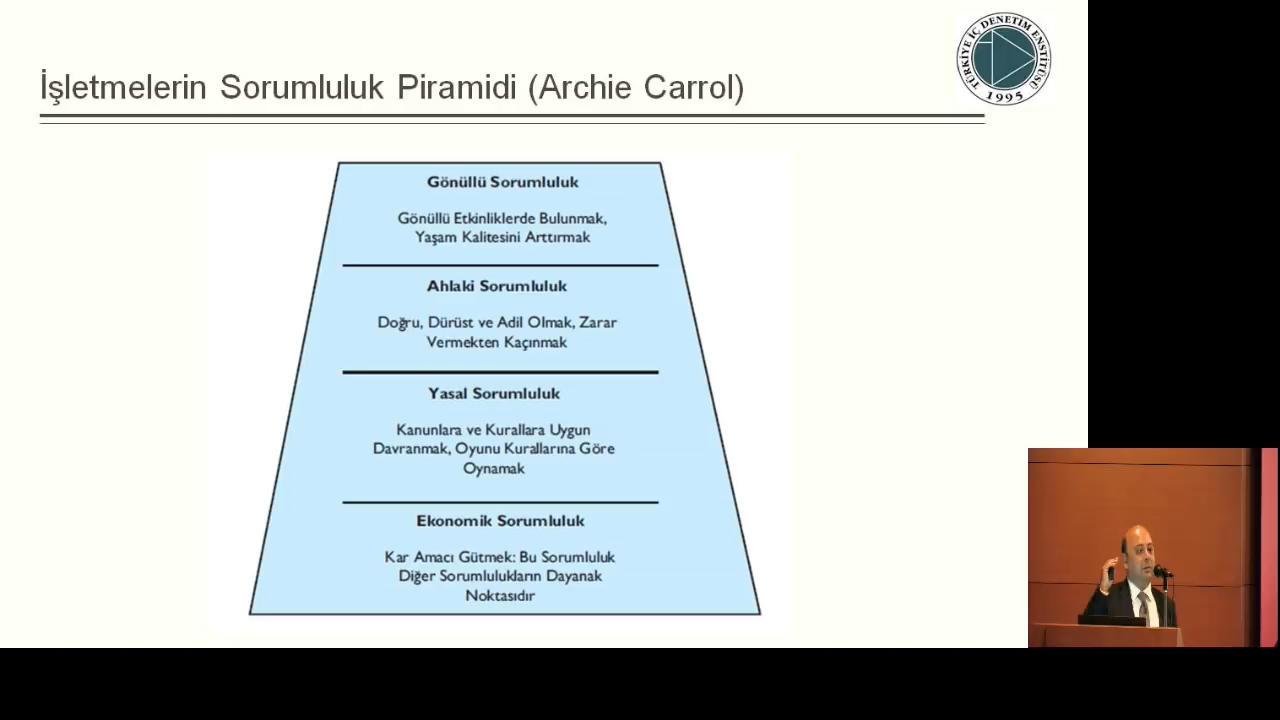 İşletmelerin Sorumluluk Piramidi (Archie Carrol)
TÜRKİYE İÇ DENETİM ENSTİTÜSÜ
1995
Gönüllü Sorumluluk
Gönüllü Etkinliklerde Bulunmak,
Yaşam Kalitesini Arttırmak
Ahlaki Sorumluluk
Doğru, Dürüst ve Adil Olmak, Zarar
Vermekten Kaçınmak
Yasal Sorumluluk
Kanunlara ve Kurallara Uygun
Davranmak, Oyunu Kurallarına Göre
Oynamak
Ekonomik Sorumluluk
Kar Amacı Gütmek: Bu Sorumluluk
Diğer Sorumlulukların Dayanak
Noktasıdır